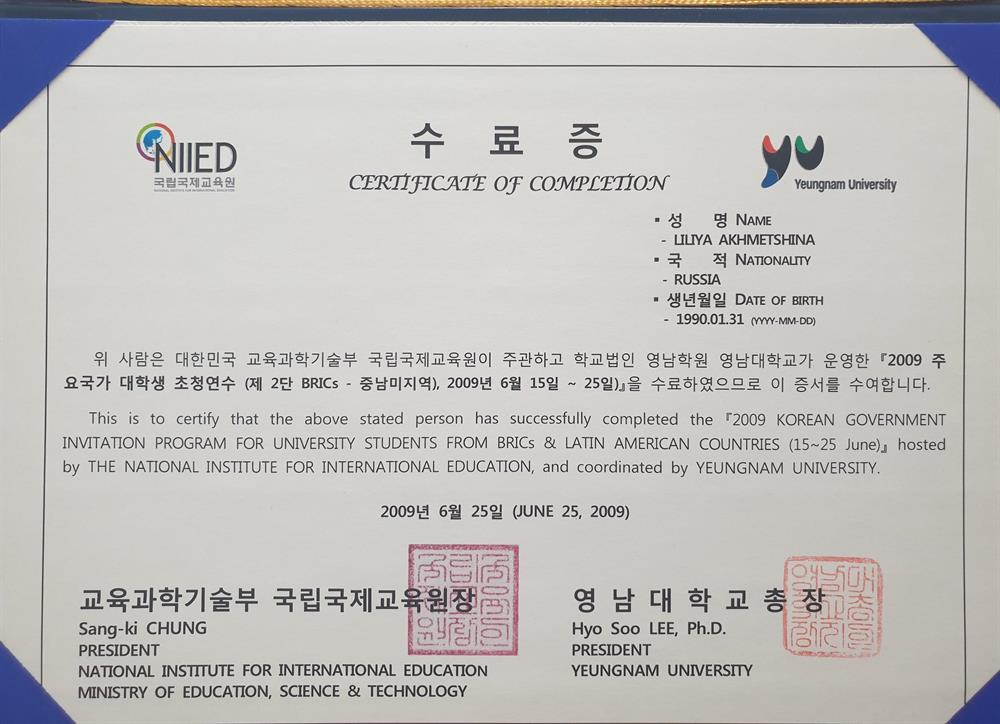 수 료 증
NIIED
국립국제교육원
NATIONAL INSTITUTE FOR INTERNATIONAL EDUCATION
CERTIFICATE OF COMPLETION
Yeungnam University
▪ 성 명 NAME
- LILIYA AKHMETSHINA
▪ 국 적 NATIONALITY
- RUSSIA
▪ 생년월일 DATE OF BIRTH
- 1990.01.31 (YYYY-MM-DD)
위 사람은 대한민국 교육과학기술부 국립국제교육원이 주관하고 학교법인 영남학원 영남대학교가 운영한 『2009 주
요국가 대학생 초청연수 (제 2단 BRICs - 중남미지역), 2009년 6월 15일 ~ 25일)』을 수료하였으므로 이 증서를 수여합니다.
This is to certify that the above stated person has successfully completed the 『2009 KOREAN GOVERNMENT
INVITATION PROGRAM FOR UNIVERSITY STUDENTS FROM BRICs & LATIN AMERICAN COUNTRIES (15~25 June)』 hosted
by THE NATIONAL INSTITUTE FOR INTERNATIONAL EDUCATION, and coordinated by YEUNGNAM UNIVERSITY.
2009년 6월 25일 (JUNE 25, 2009)
교육과학기술부 국립국제교육원장
Sang-ki CHUNG
PRESIDENT
NATIONAL INSTITUTE FOR INTERNATIONAL EDUCATION
MINISTRY OF EDUCATION, SCIENCE & TECHNOLOGY
영 남 대 학 교 총 장
Hyo Soo LEE, Ph.D.
PRESIDENT
YEUNGNAM UNIVERSITY